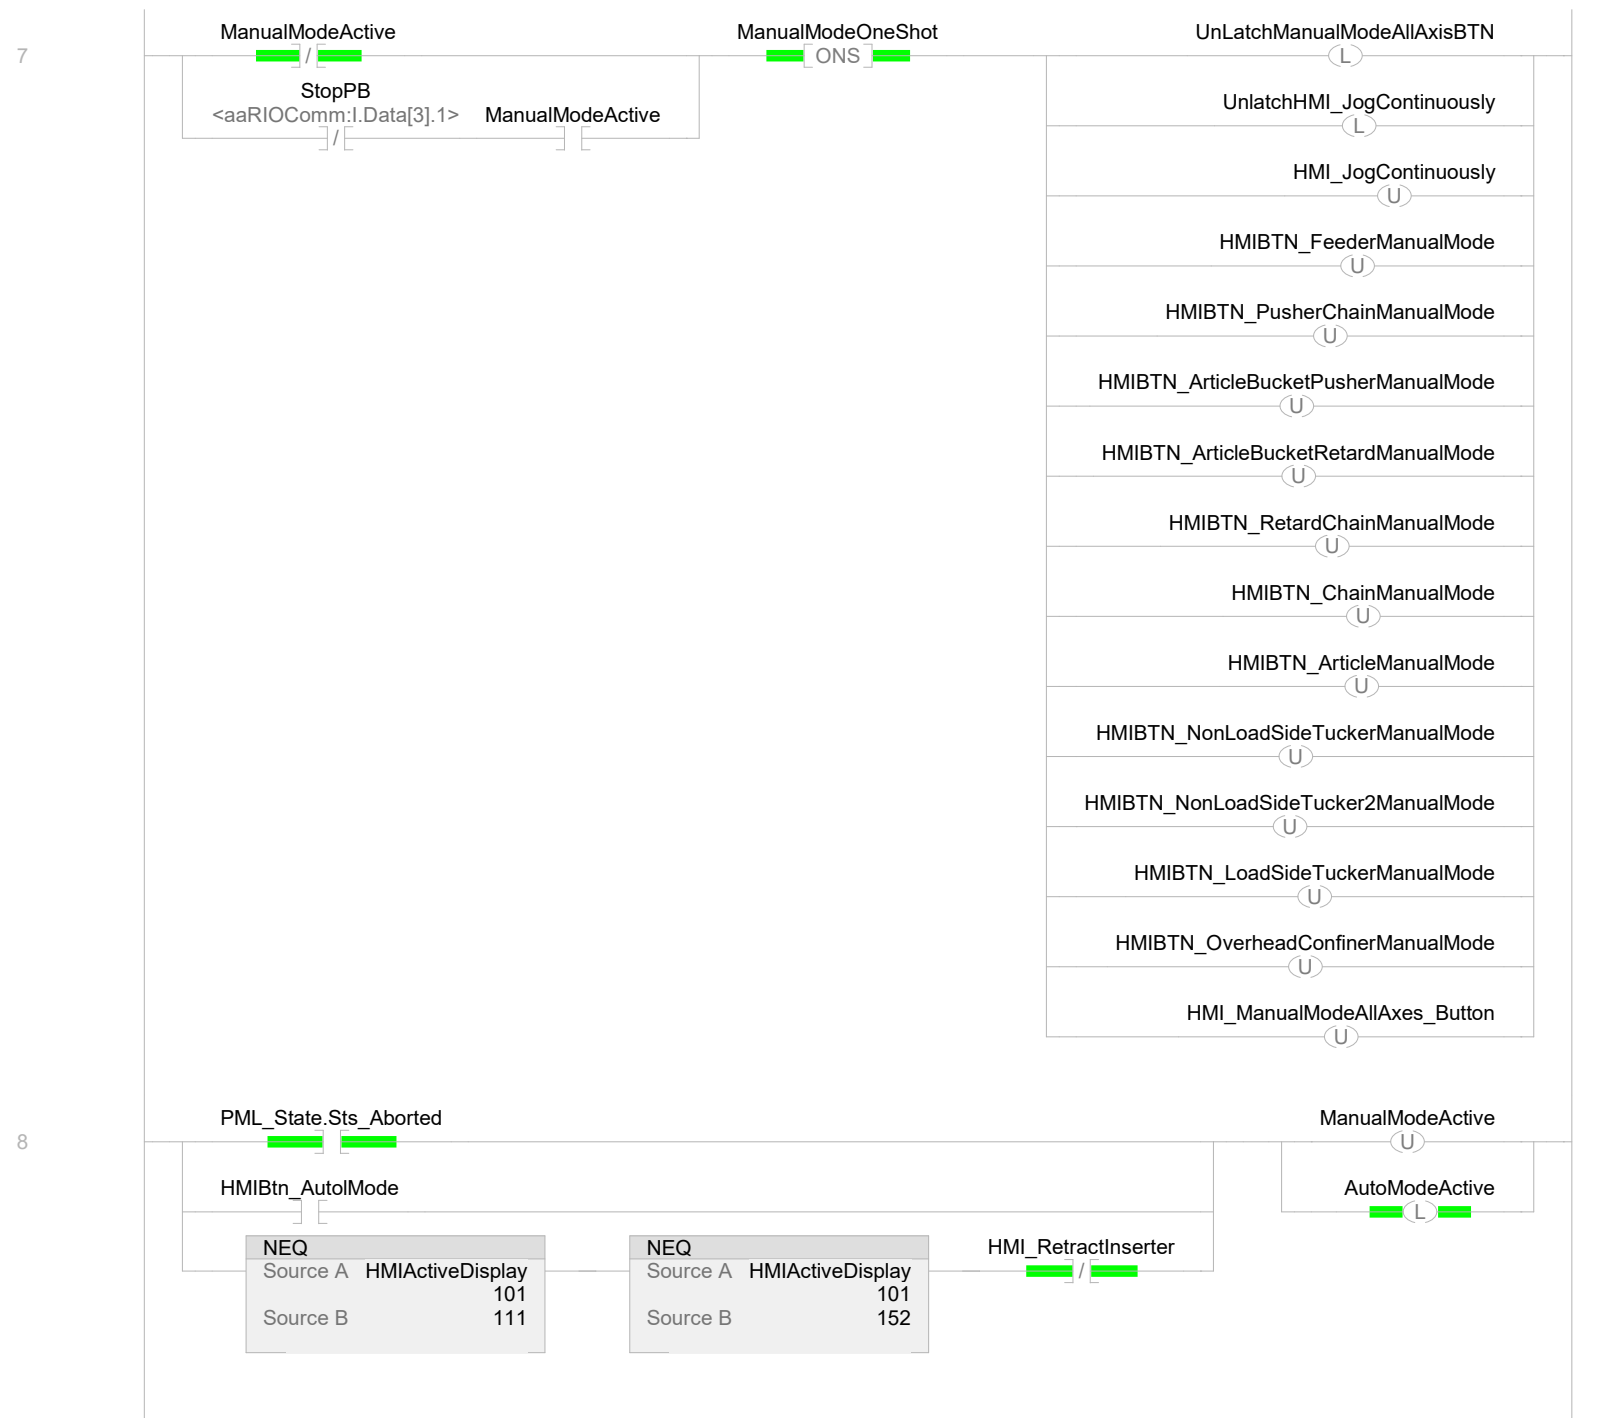 ManualModeActive
ManualModeOneShot
UnLatchManualModeAllAxisBTN
7
/
ONS
L
StopPB
<aaRIOComm:I.Data[3].1>
ManualModeActive
/
UnlatchHMI_JogContinuously
L
HMI_JogContinuously
U
HMIBTN_FeederManualMode
U
HMIBTN_PusherChainManualMode
U
HMIBTN_ArticleBucketPusherManualMode
U
HMIBTN_ArticleBucketRetardManualMode
U
HMIBTN_RetardChainManualMode
U
HMIBTN_ChainManualMode
U
HMIBTN_ArticleManualMode
U
HMIBTN_NonLoadSideTuckerManualMode
U
HMIBTN_NonLoadSideTucker2ManualMode
U
HMIBTN_LoadSideTuckerManualMode
U
HMIBTN_OverheadConfinerManualMode
U
HMI_ManualModeAllAxes_Button
U
PML_State.Sts_Aborted
ManualModeActive
8
U
HMIBtn_AutolMode
AutoModeActive
L
NEQ
Source A HMIActiveDisplay
101
Source B 111
NEQ
Source A HMIActiveDisplay
101
Source B 152
HMI_RetractInserter
/